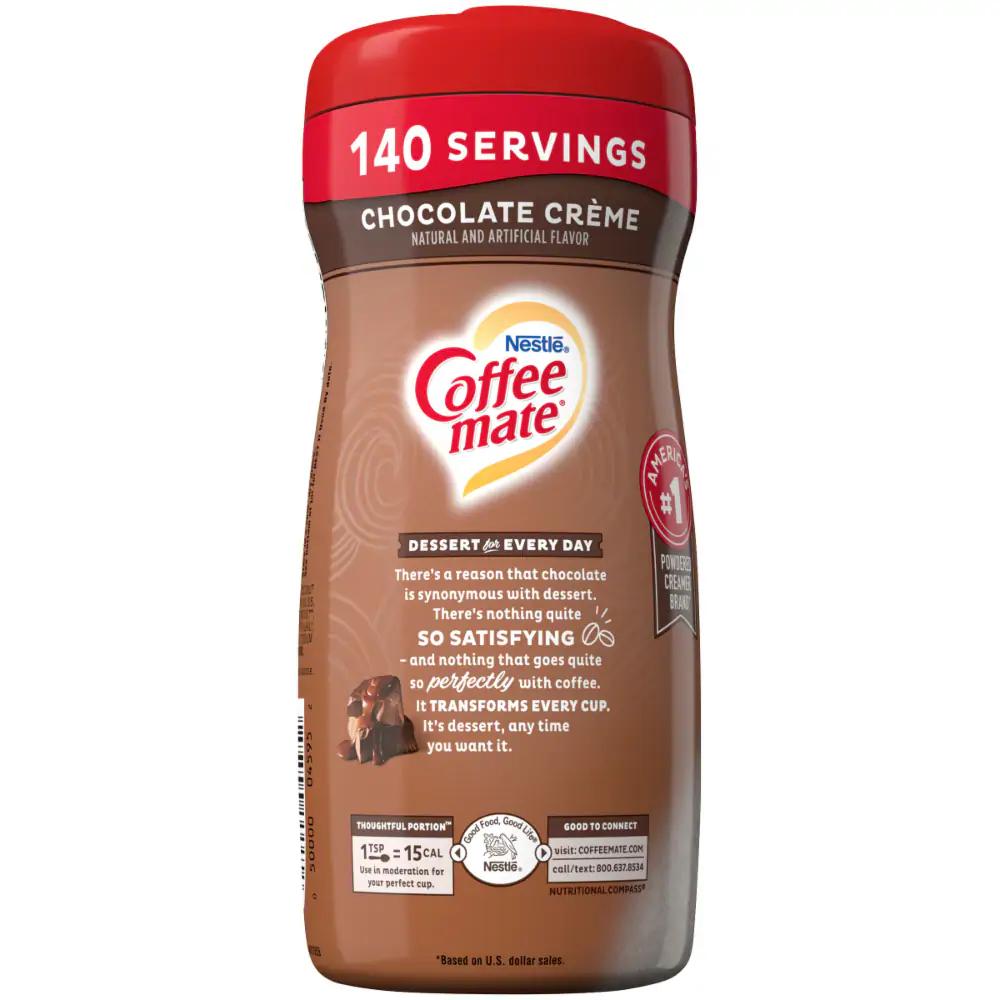 140 SERVINGS
CHOCOLATE CRÈME
NATURAL AND ARTIFICIAL FLAVOR
Nestlé®
Coffee
mate®
AMERICA'S
#1
POWDERED
CREAMER
BRAND*
DESSERT for EVERY DAY
There's a reason that chocolate
is synonymous with dessert.
There's nothing quite
SO SATISFYING
– and nothing that goes quite
so perfectly with coffee.
It TRANSFORMS EVERY CUP.
It's dessert, any time
you want it.
THOUGHTFUL PORTION™
1 TSP = 15 CAL
Use in moderation for
your perfect cup.
Good Food, Good Life®
Nestlé®
GOOD TO CONNECT
visit: COFFEEMATE.COM
call/text: 800.637.8534
NUTRITIONAL COMPASS®
0 50000 04595 2
*Based on U.S. dollar sales.